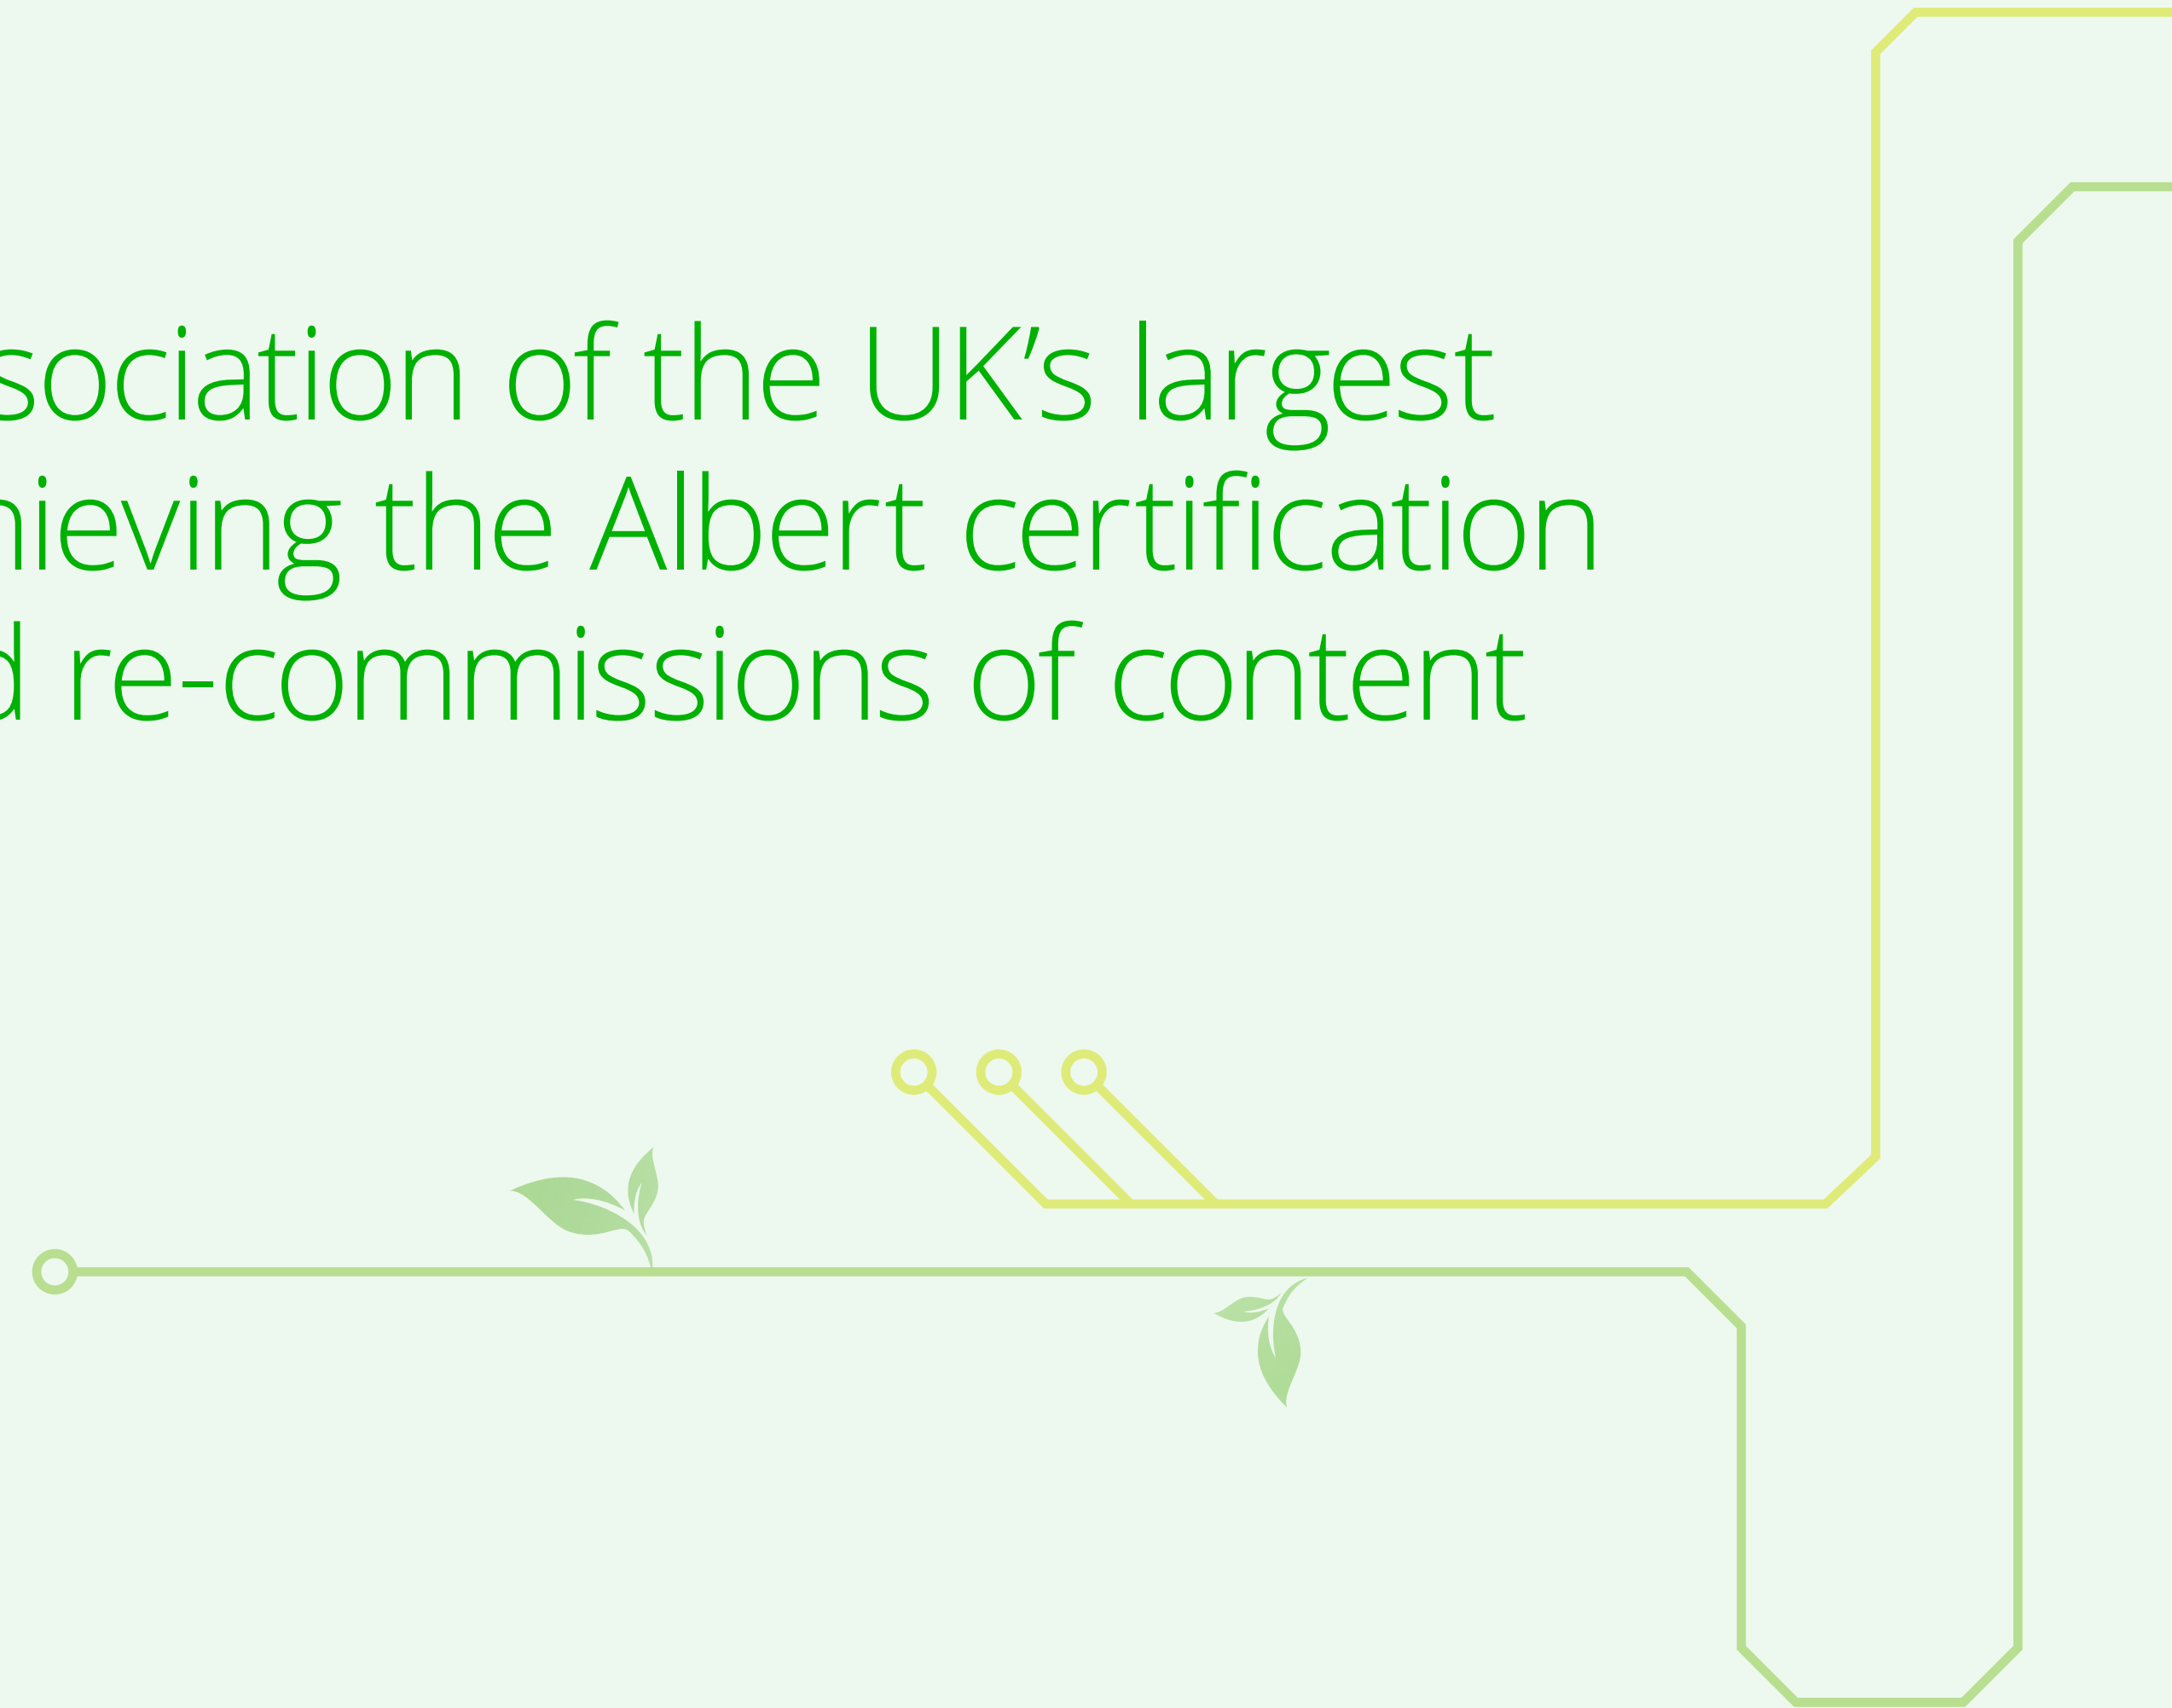 sociation of the UK’s largest
hieving the Albert certification
d re-commissions of content